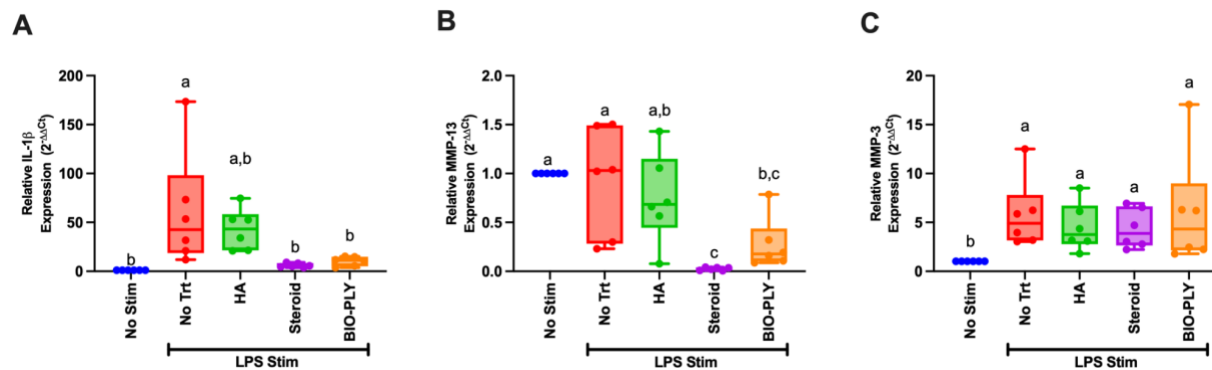 A
Relative IL-1β
Expression (2-ΔΔCt)
200
150
100
50
0
b
a
a,b
b
b
No Stim
No Trt
HA
Steroid
BIO-PLY
LPS Stim
B
Relative MMP-13
Expression (2-ΔΔCt)
2.0
1.5
1.0
0.5
0.0
a
a
a,b
c
b,c
No Stim
No Trt
HA
Steroid
BIO-PLY
LPS Stim
C
Relative MMP-3
Expression (2-ΔΔCt)
20
15
10
5
0
b
a
a
a
a
No Stim
No Trt
HA
Steroid
BIO-PLY
LPS Stim